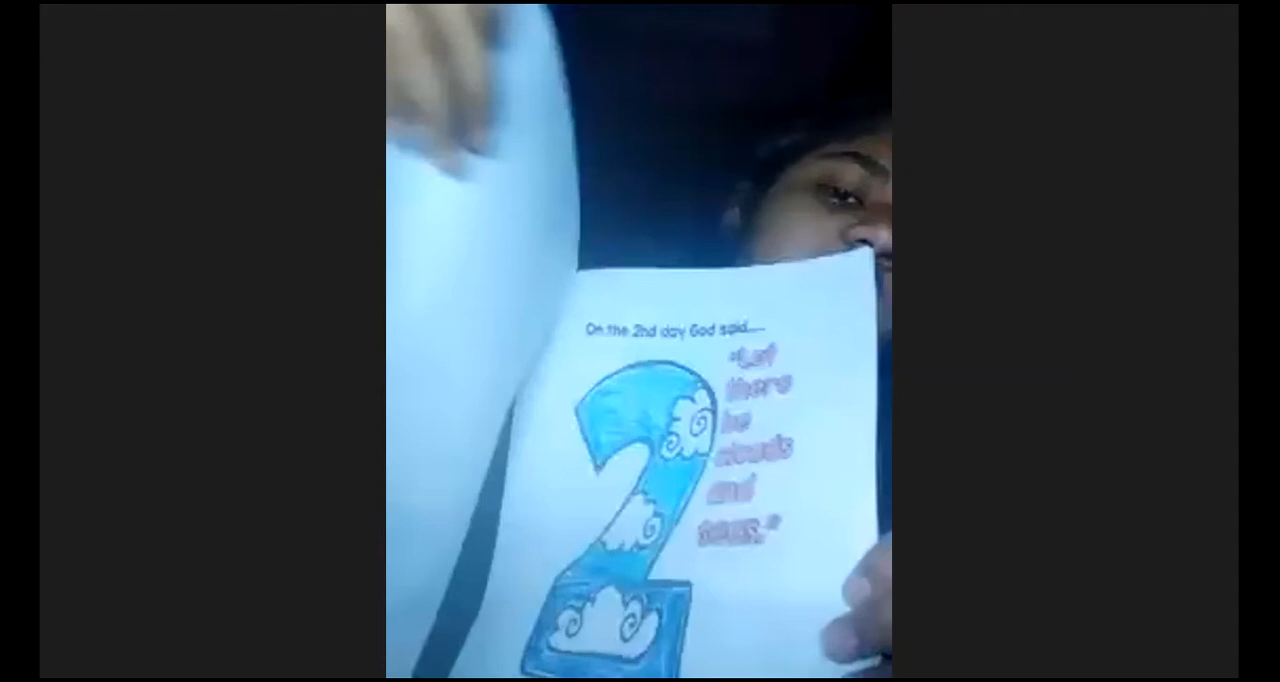 On the 2nd day God said....
"Let
there
be
clouds
and
seas."
2